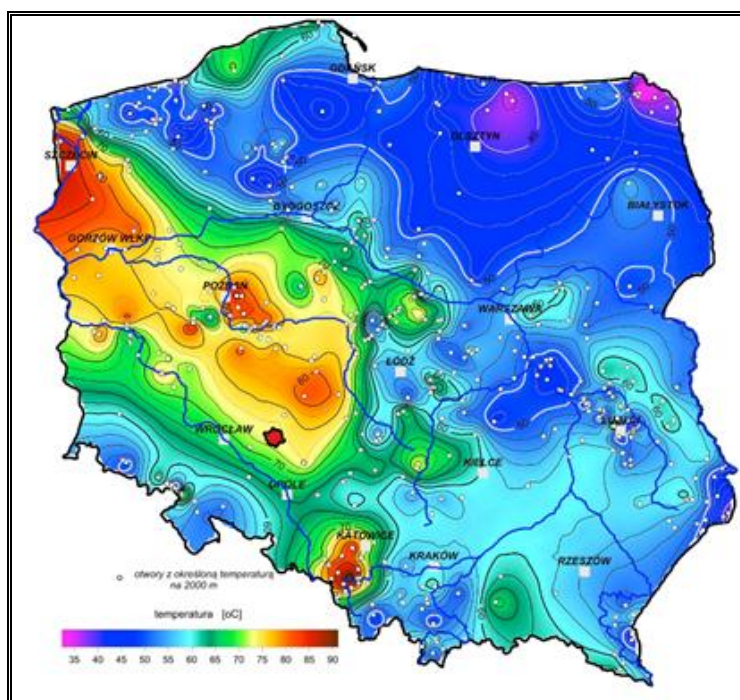 GDAŃSK
OLSZTYN
SZCZECIN
BIAŁYSTOK
BYDGOSZCZ
GORZÓW WLKP
POZNAŃ
WARSZAWA
ŁÓDŹ
WROCŁAW
KIELCE
OPOLE
KATOWICE
KRAKÓW
RZESZÓW
otwory z określoną temperaturą
na 2000 m
temperatura [oC]
35 40 45 50 55 60 65 70 75 80 85 90